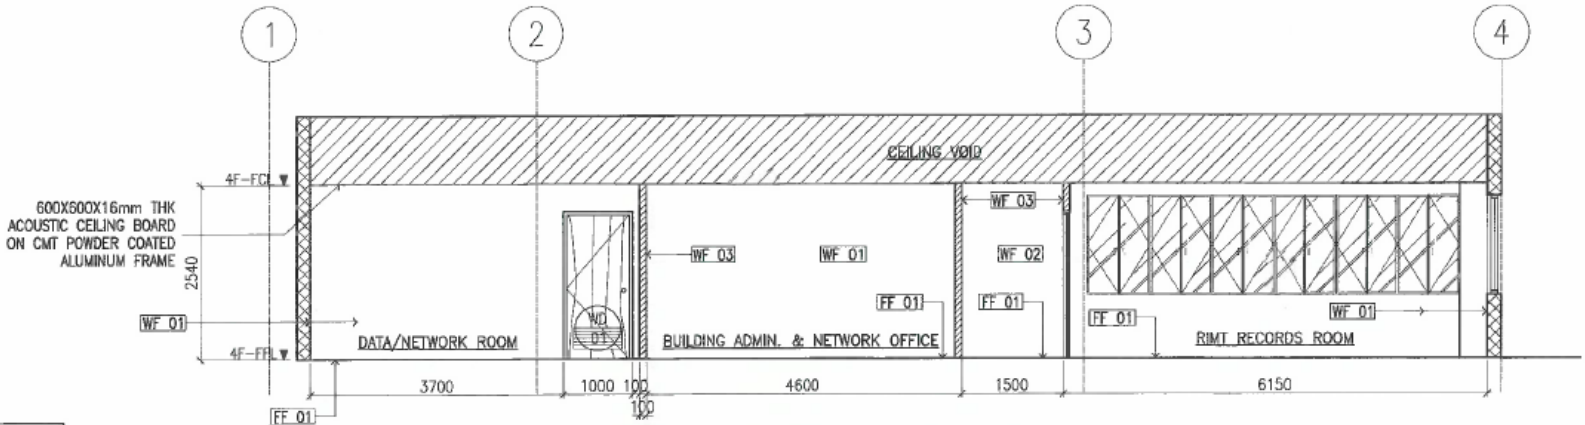 1
2
3
4
CEILING VOID
4F-FCL
600X600X16mm THK
ACOUSTIC CEILING BOARD
ON CMT POWDER COATED
ALUMINUM FRAME
2540
WF 03
WF 03
WF 01
WF 02
FF 01
FF 01
FF 01
WF 01
WF 01
WD
01
DATA/NETWORK ROOM
BUILDING ADMIN. & NETWORK OFFICE
RIMT RECORDS ROOM
4F-FFL
3700
1000
100
100
4600
1500
6150
FF 01